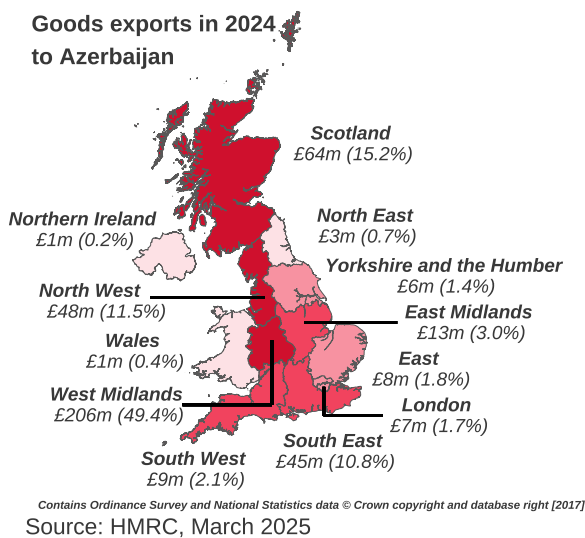 Goods exports in 2024
to Azerbaijan
Scotland
£64m (15.2%)
Northern Ireland
£1m (0.2%)
North East
£3m (0.7%)
Yorkshire and the Humber
£6m (1.4%)
North West
£48m (11.5%)
East Midlands
£13m (3.0%)
Wales
£1m (0.4%)
East
£8m (1.8%)
West Midlands
£206m (49.4%)
London
£7m (1.7%)
South East
£45m (10.8%)
South West
£9m (2.1%)
Contains Ordinance Survey and National Statistics data © Crown copyright and database right [2017]
Source: HMRC, March 2025